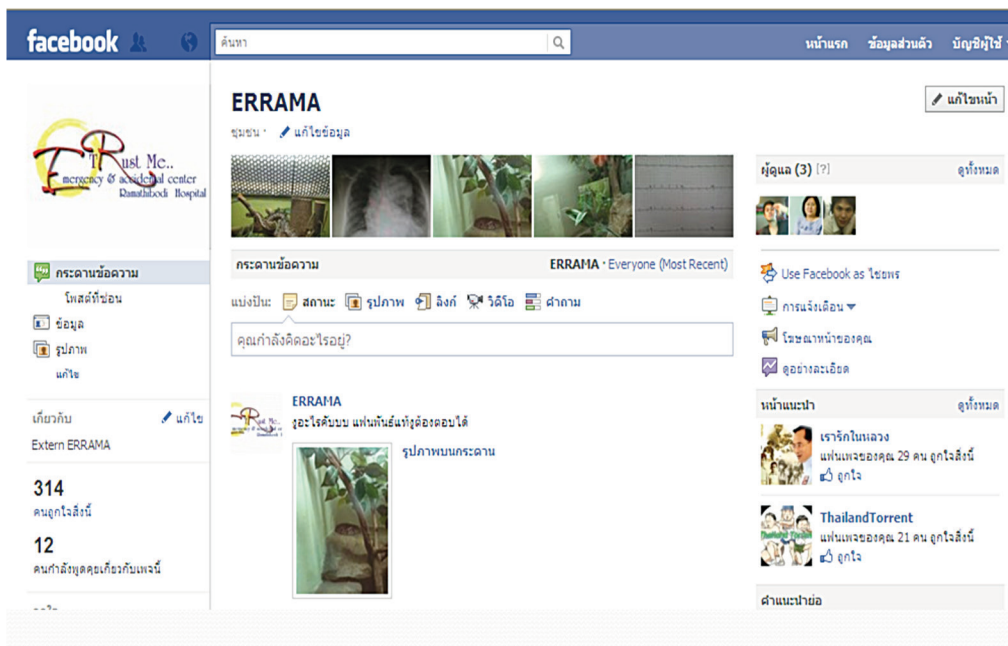 facebook
ค้นหา
หน้าแรก ข้อมูลส่วนตัว บัญชีผู้ใช้
TRust Me..
Emergency & accidental center
Ramathibodi Hospital
กระดานข้อความ
โพสต์ที่ซ่อน
ข้อมูล
รูปภาพ
แก้ไข
เกี่ยวกับ แก้ไข
Extern ERRAMA
314
คนถูกใจสิ่งนี้
12
คนกำลังพูดคุยเกี่ยวกับเพจนี้
ERRAMA
ชุมชน · แก้ไขข้อมูล
กระดานข้อความ ERRAMA · Everyone (Most Recent)
แบ่งปัน: สถานะ รูปภาพ ลิงก์ วิดีโอ คำถาม
คุณกำลังคิดอะไรอยู่?
ERRAMA
งูอะไรคับบบ แฟนพันธ์แท้งูต้องตอบได้
รูปภาพบนกระดาน
แก้ไขหน้า
ผู้ดูแล (3) [?] ดูทั้งหมด
Use Facebook as ไชยพร
การแจ้งเตือน
โฆษณาหน้าของคุณ
ดูอย่างละเอียด
หน้าแนะนำ ดูทั้งหมด
เรารักในหลวง
แฟนเพจของคุณ 29 คน ถูกใจสิ่งนี้
ถูกใจ
ThailandTorrent
แฟนเพจของคุณ 21 คน ถูกใจสิ่งนี้
ถูกใจ
คำแนะนำย่อ